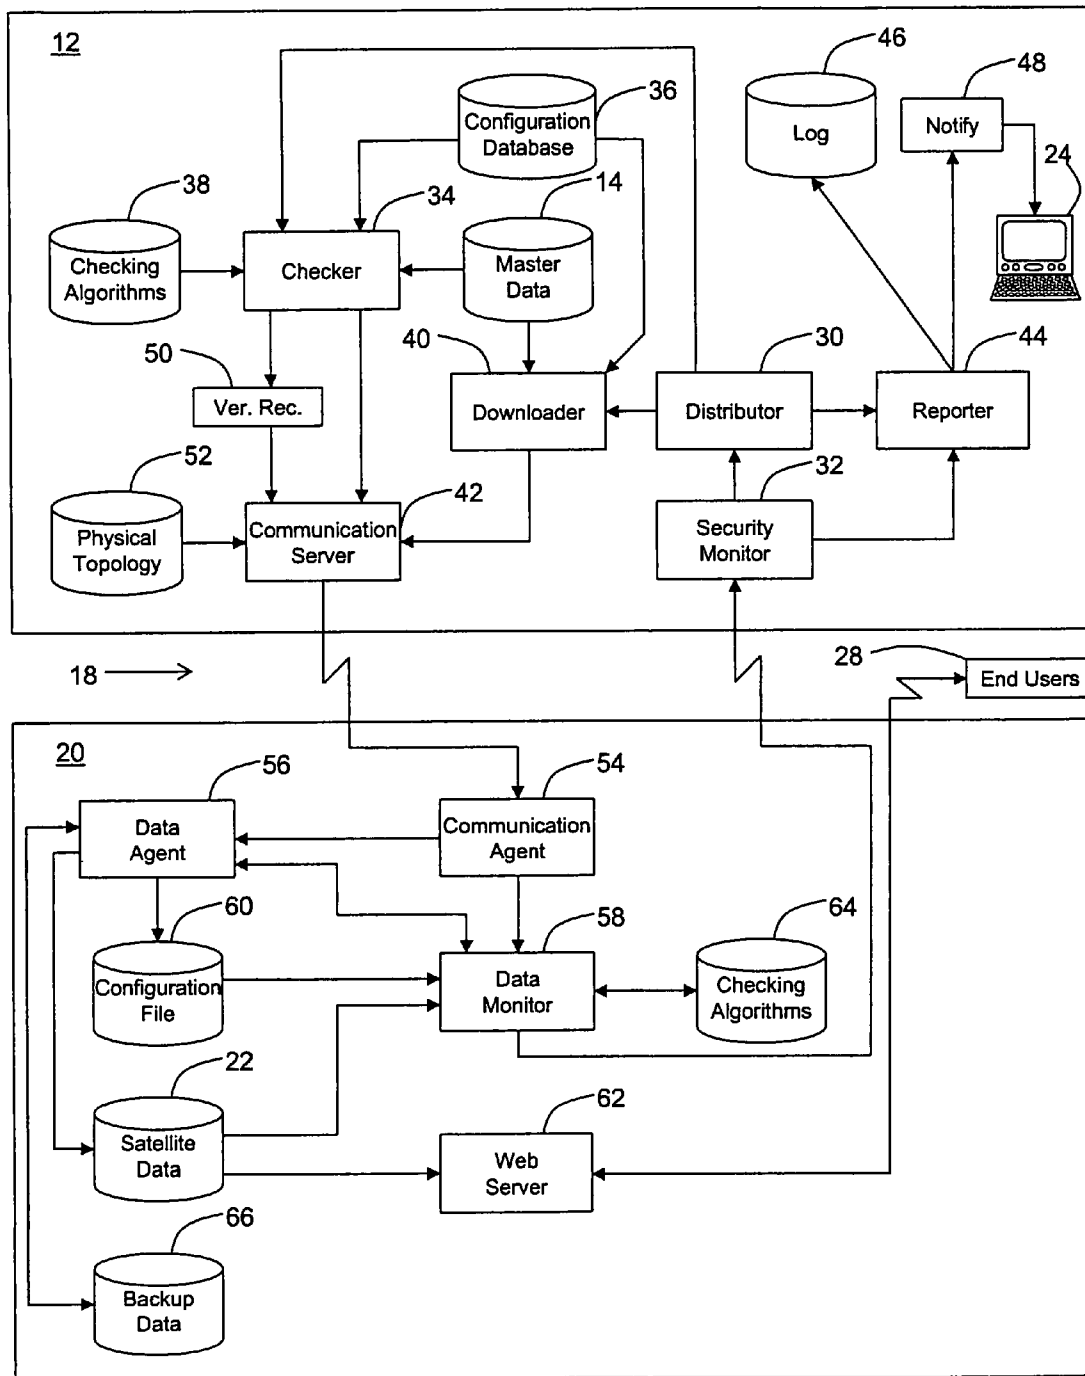 12
46
48
36
Configuration
Database
Log
Notify
24
38
34
14
Checking
Algorithms
Checker
Master
Data
50
40
30
44
Ver. Rec.
Downloader
Distributor
Reporter
52
42
32
Physical
Topology
Communication
Server
Security
Monitor
18
28
End Users
20
56
54
Data
Agent
Communication
Agent
60
58
64
Configuration
File
Data
Monitor
Checking
Algorithms
22
62
Satellite
Data
Web
Server
66
Backup
Data